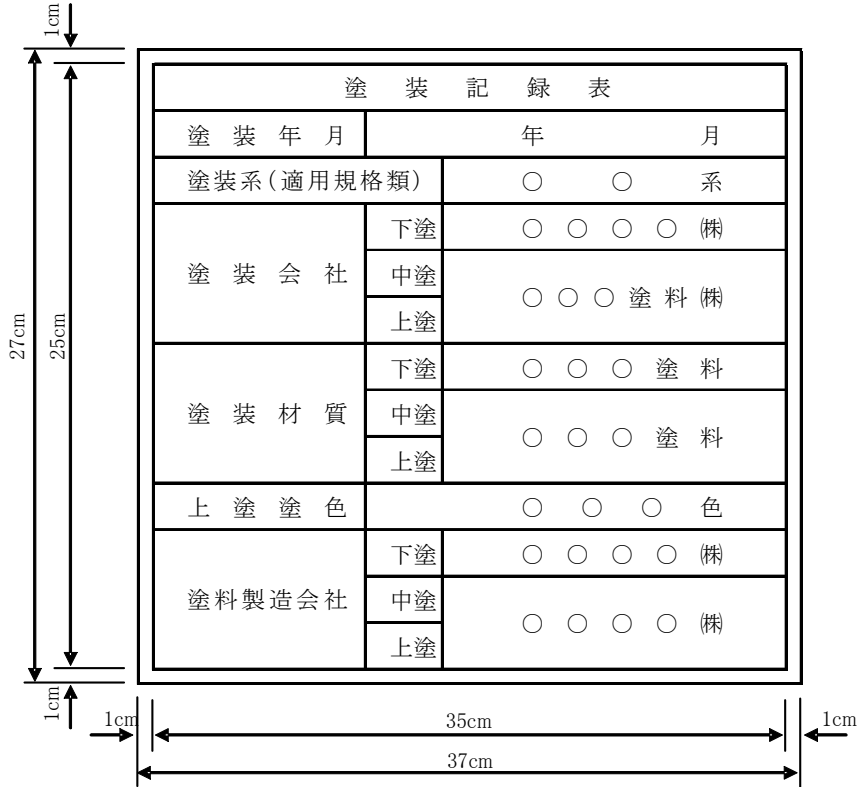 1cm
塗装記録表
塗装年月 年 月
塗装系(適用規格類) ○○系
下塗 ○○○○㈱
塗装会社 中塗 ○○○塗料㈱
上塗
下塗 ○○○塗料
塗装材質 中塗 ○○○塗料
上塗
上塗塗色 ○○○色
下塗 ○○○○㈱
塗料製造会社 中塗 ○○○○㈱
上塗
27cm
25cm
1cm
1cm
35cm
1cm
37cm